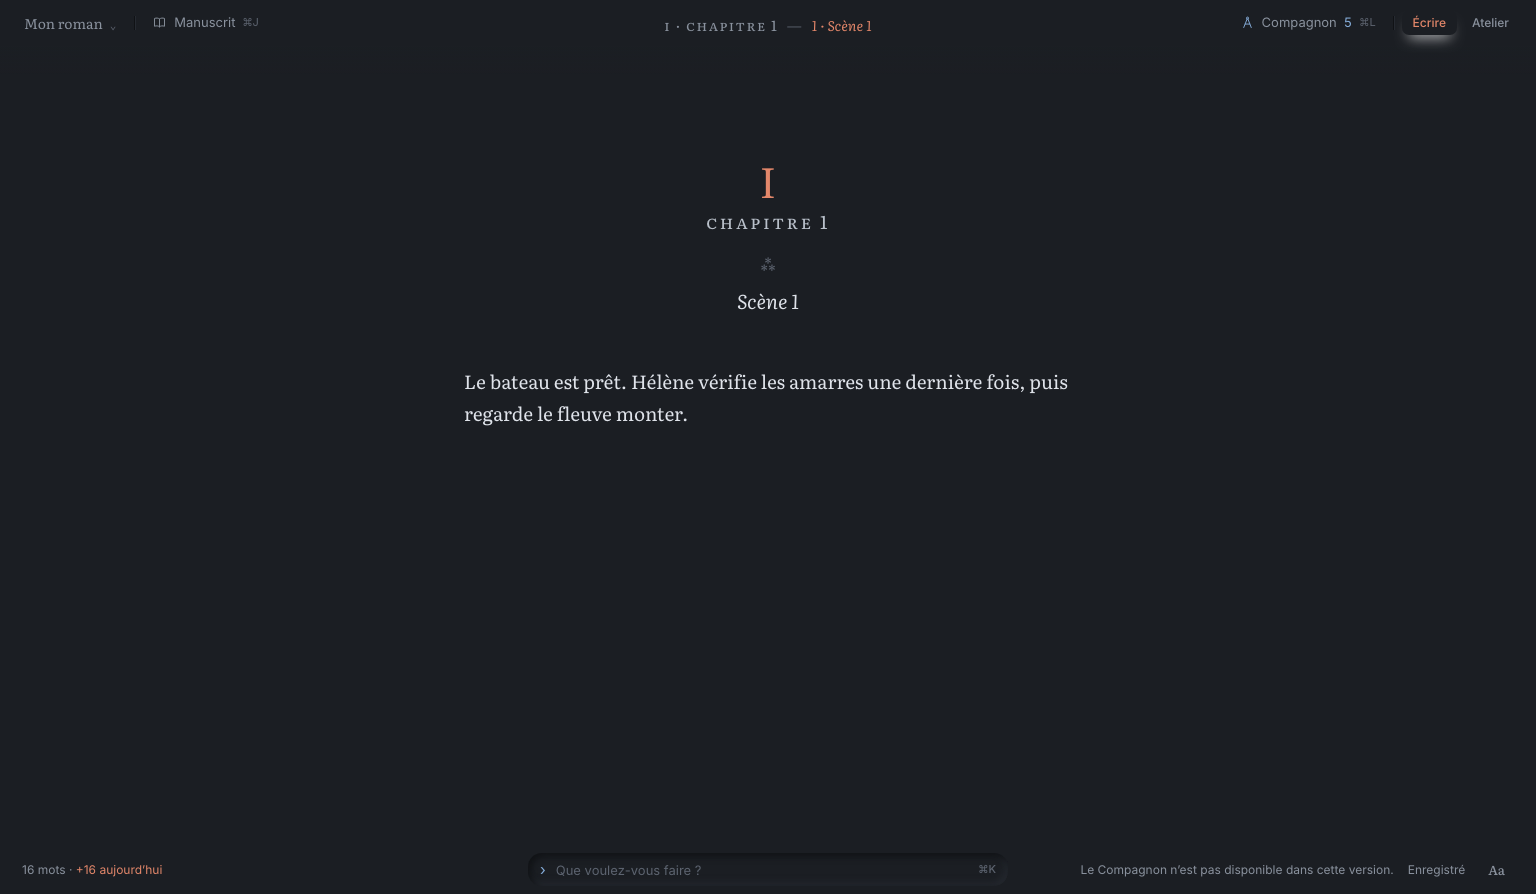 Mon roman
Manuscrit ⌘J
I · CHAPITRE 1 — 1 · Scène 1
Compagnon 5 ⌘L
Écrire
Atelier
I
CHAPITRE 1
⁂
Scène 1
Le bateau est prêt. Hélène vérifie les amarres une dernière fois, puis
regarde le fleuve monter.
16 mots · +16 aujourd’hui
› Que voulez-vous faire ? ⌘K
Le Compagnon n’est pas disponible dans cette version.
Enregistré
Aa